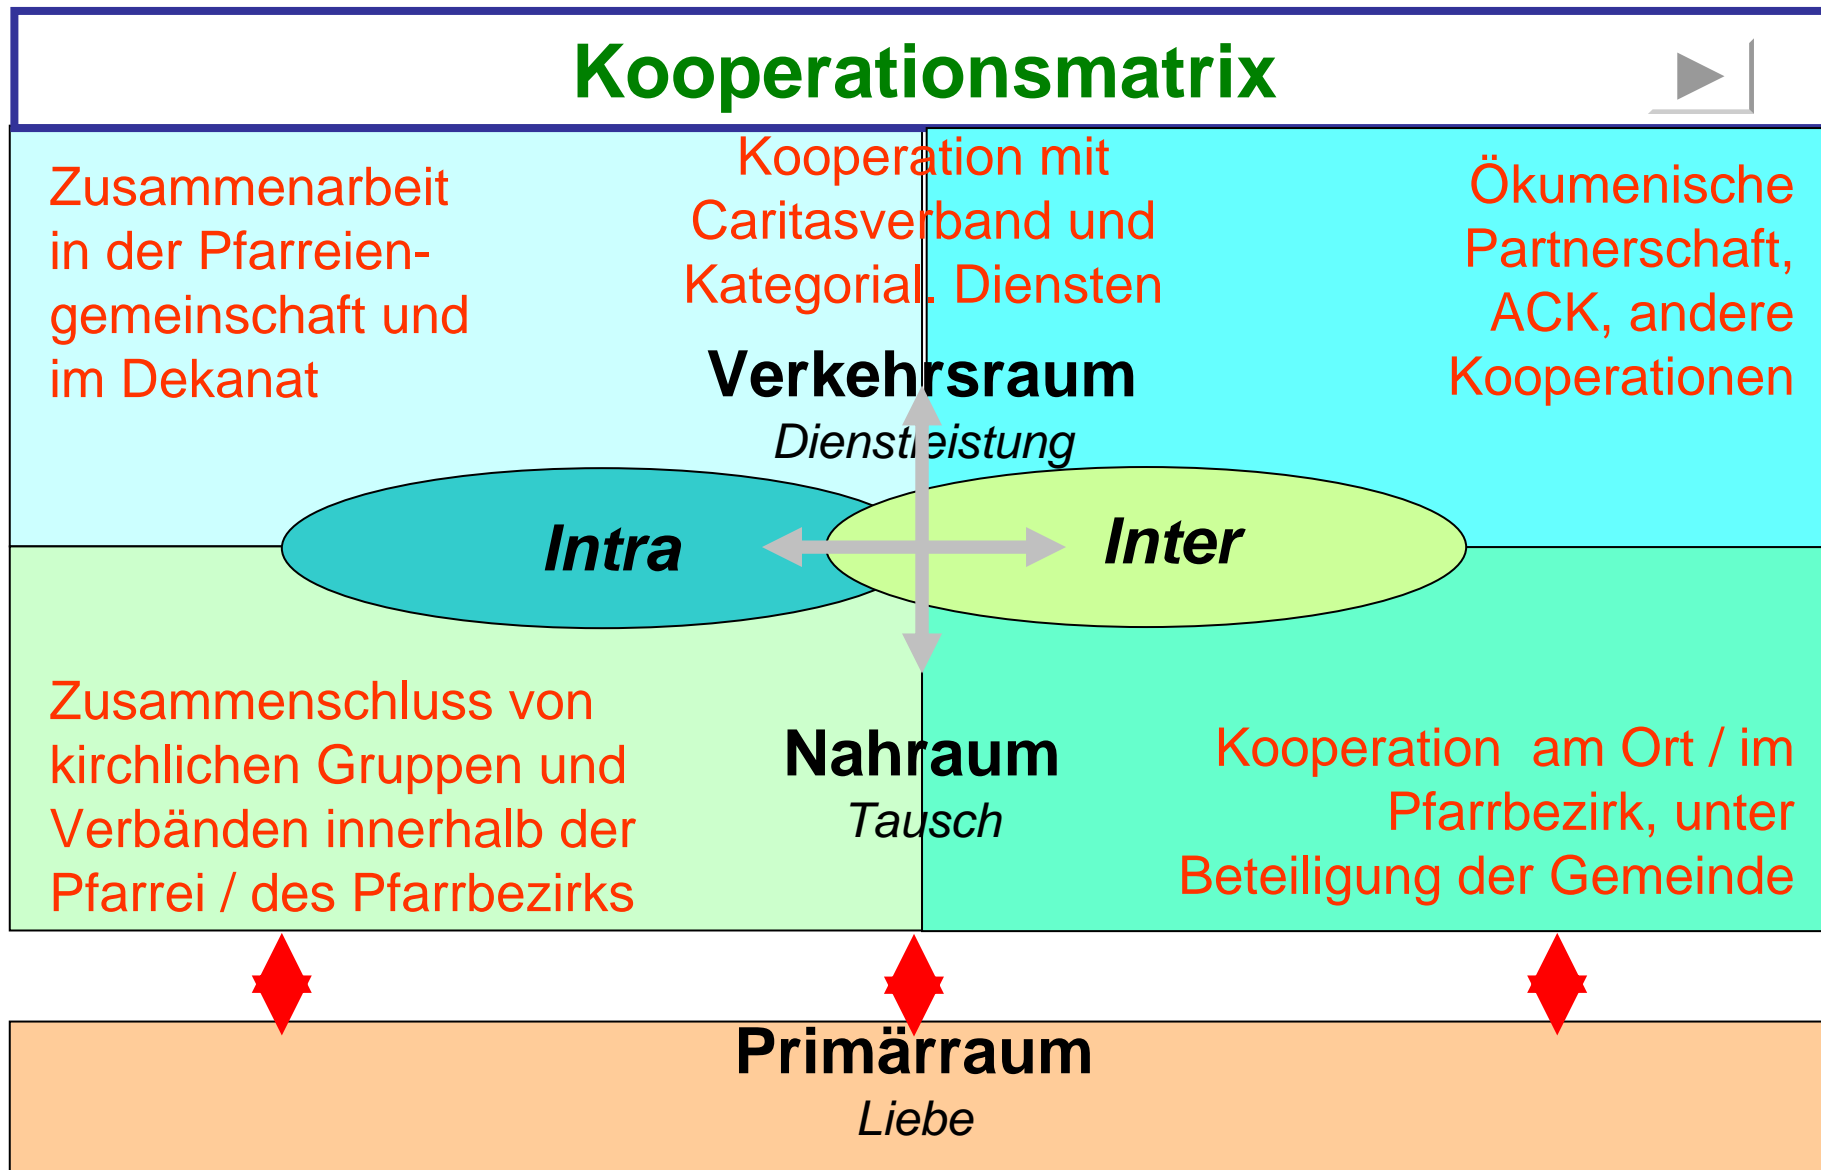 Kooperationsmatrix
Zusammenarbeit
in der Pfarreien-
gemeinschaft und
im Dekanat
Kooperation mit
Caritasverband und
Kategorial. Diensten
Ökumenische
Partnerschaft,
ACK, andere
Kooperationen
Verkehrsraum
Dienstleistung
Intra
Inter
Zusammenschluss von
kirchlichen Gruppen und
Verbänden innerhalb der
Pfarrei / des Pfarrbezirks
Nahraum
Tausch
Kooperation  am Ort / im
Pfarrbezirk, unter
Beteiligung der Gemeinde
Primärraum
Liebe